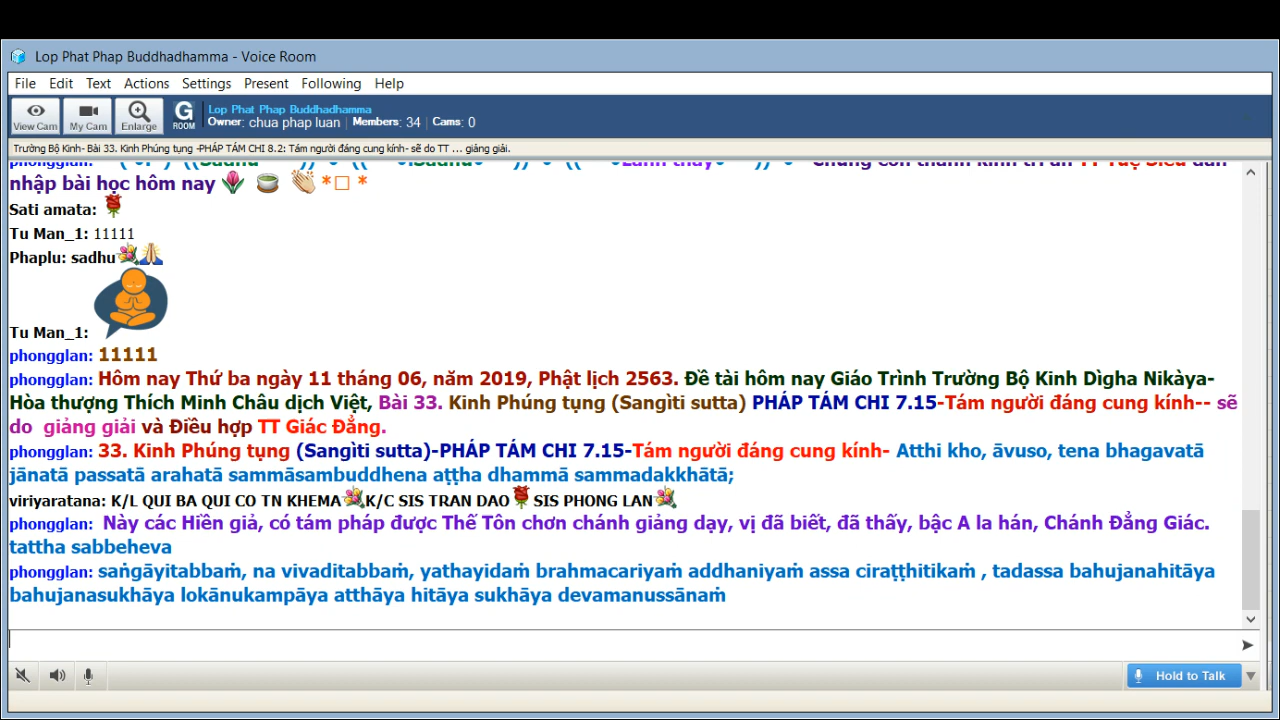 Lop Phat Phap Buddhadhamma - Voice Room
File Edit Text Actions Settings Present Following Help
View Cam My Cam Enlarge G ROOM Lop Phat Phap Buddhadhamma
Owner: chua phap luan | Members: 34 | Cams: 0
Trường Bộ Kinh- Bài 33. Kinh Phúng tụng -PHÁP TÁM CHI 8.2: Tám người đáng cung kính- sẽ do TT ... giảng giải.
nhập bài học hôm nay * □ *
Sati amata:
Tu Man_1: 11111
Phaplu: sadhu
Tu Man_1:
phongglan: 11111
phongglan: Hôm nay Thứ ba ngày 11 tháng 06, năm 2019, Phật lịch 2563. Đề tài hôm nay Giáo Trình Trường Bộ Kinh Dìgha Nikàya-
Hòa thượng Thích Minh Châu dịch Việt, Bài 33. Kinh Phúng tụng (Sangìti sutta) PHÁP TÁM CHI 7.15-Tám người đáng cung kính-- sẽ
do giảng giải và Điều hợp TT Giác Đẳng.
phongglan: 33. Kinh Phúng tụng (Sangìti sutta)-PHÁP TÁM CHI 7.15-Tám người đáng cung kính- Atthi kho, āvuso, tena bhagavatā
jānatā passatā arahatā sammāsambuddhena aṭṭha dhammā sammadakkhātā;
viriyaratana: K/L QUI BA QUI CO TN KHEMA K/C SIS TRAN DAO SIS PHONG LAN
phongglan: Này các Hiền giả, có tám pháp được Thế Tôn chơn chánh giảng dạy, vị đã biết, đã thấy, bậc A la hán, Chánh Đẳng Giác.
tattha sabbeheva
phongglan: saṅgāyitabbaṁ, na vivaditabbaṁ, yathayidaṁ brahmacariyaṁ addhaniyaṁ assa ciraṭṭhitikaṁ , tadassa bahujanahitāya
bahujanasukhāya lokānukampāya atthāya hitāya sukhāya devamanussānaṁ
Hold to Talk